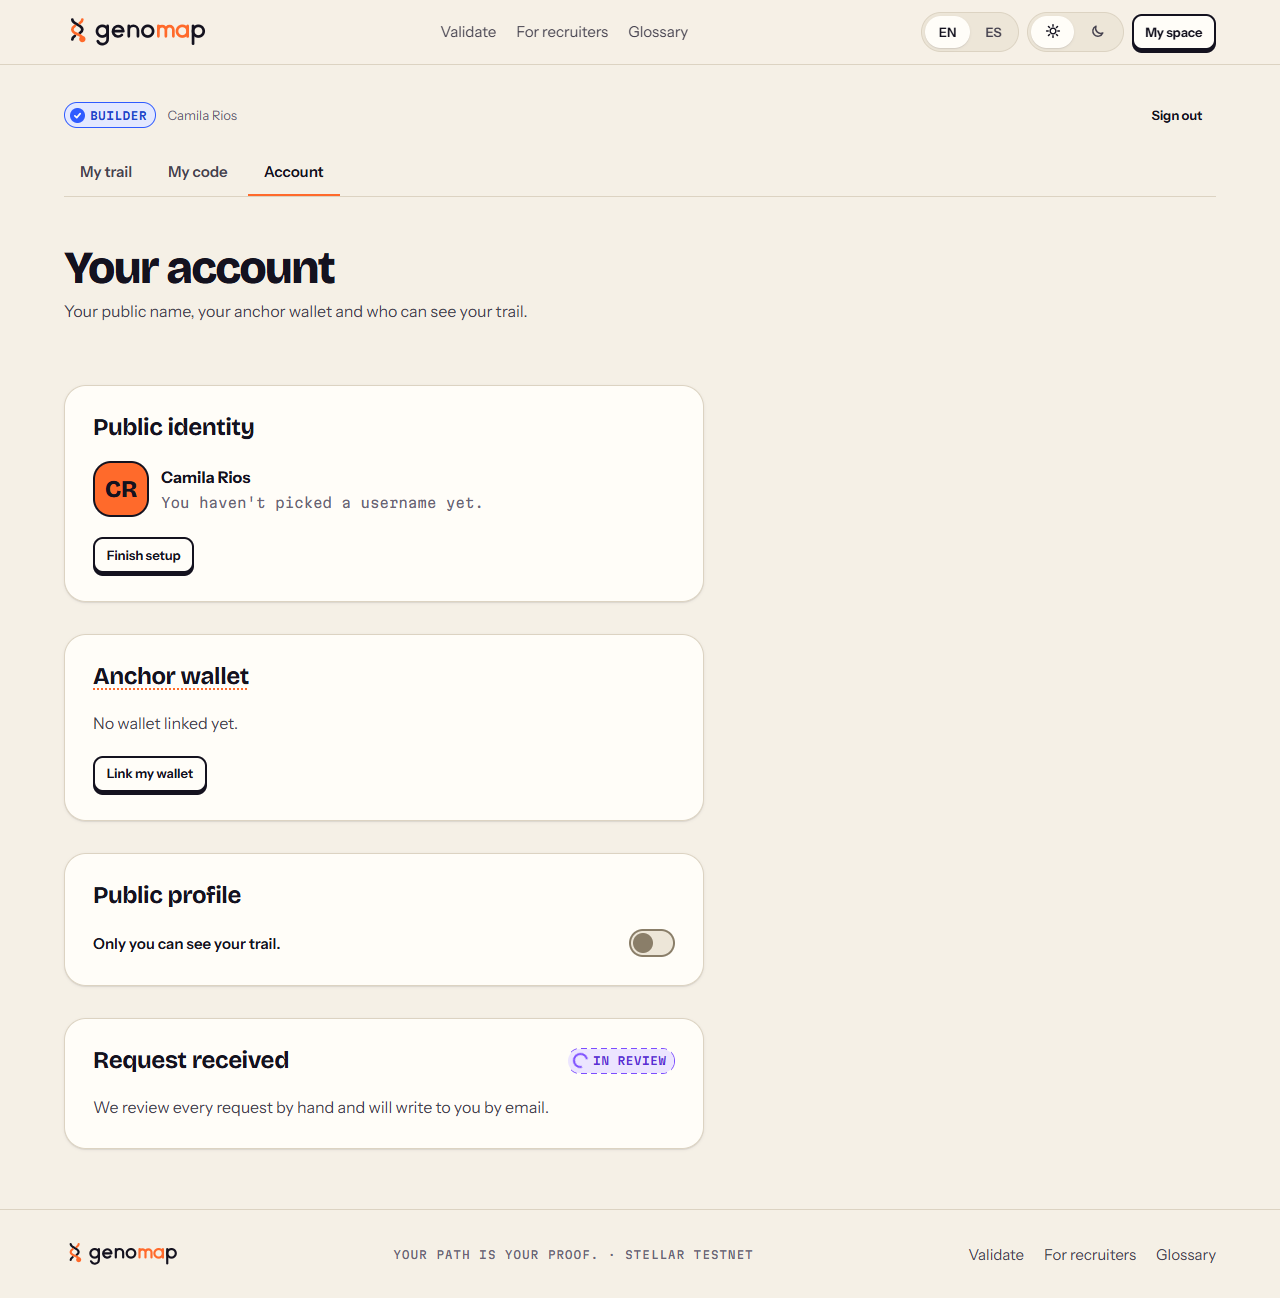 genomap
Validate
For recruiters
Glossary
EN
ES
My space
BUILDER
Camila Rios
Sign out
My trail
My code
Account
Your account
Your public name, your anchor wallet and who can see your trail.
Public identity
CR
Camila Rios
You haven't picked a username yet.
Finish setup
Anchor wallet
No wallet linked yet.
Link my wallet
Public profile
Only you can see your trail.
Request received
IN REVIEW
We review every request by hand and will write to you by email.
genomap
YOUR PATH IS YOUR PROOF. · STELLAR TESTNET
Validate
For recruiters
Glossary